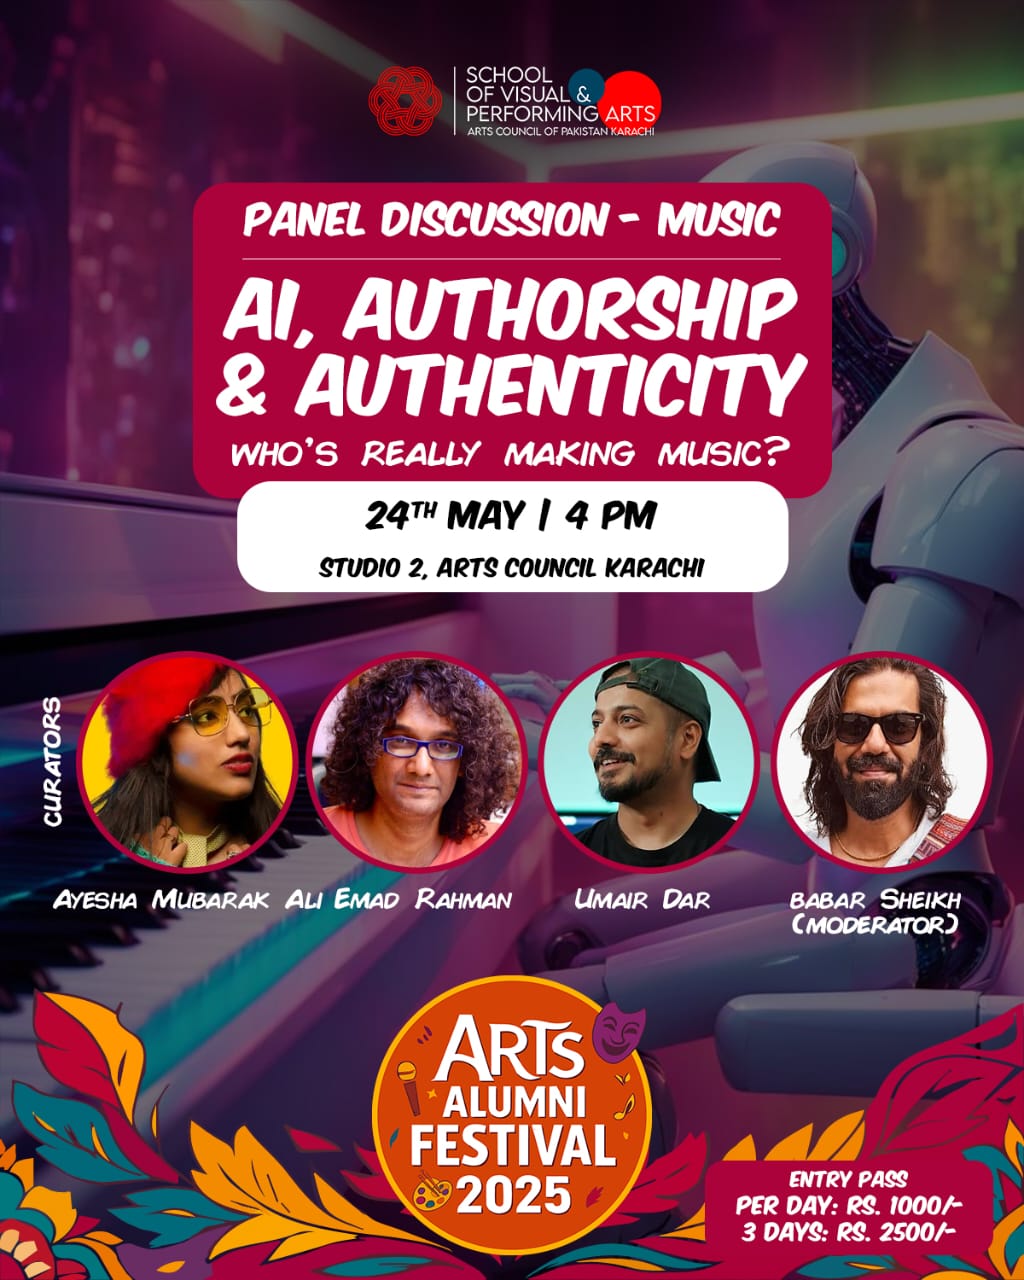 SCHOOL
OF VISUAL &
PERFORMING ARTS
ARTS COUNCIL OF PAKISTAN KARACHI
PANEL DISCUSSION - MUSIC
AI, AUTHORSHIP
& AUTHENTICITY
WHO'S REALLY MAKING MUSIC?
24TH MAY | 4 PM
STUDIO 2, ARTS COUNCIL KARACHI
CURATORS
AYESHA MUBARAK
ALI EMAD RAHMAN
UMAIR DAR
BABAR SHEIKH
(MODERATOR)
ARTS
ALUMNI
FESTIVAL
2025
ENTRY PASS
PER DAY: RS. 1000/-
3 DAYS: RS. 2500/-